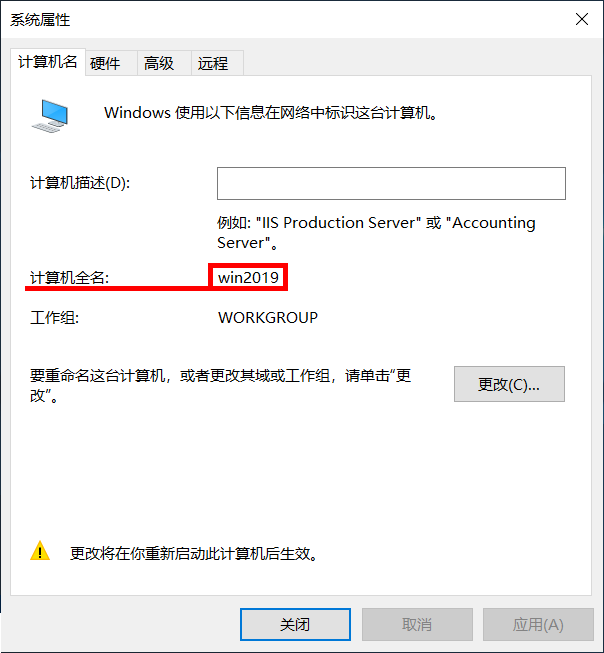 系统属性
计算机名 硬件 高级 远程
Windows 使用以下信息在网络中标识这台计算机。
计算机描述(D):
例如: "IIS Production Server" 或 "Accounting
Server"。
计算机全名: win2019
工作组: WORKGROUP
要重命名这台计算机，或者更改其域或工作组，请单击“更
改”。
更改(C)...
更改将在你重新启动此计算机后生效。
关闭 取消 应用(A)